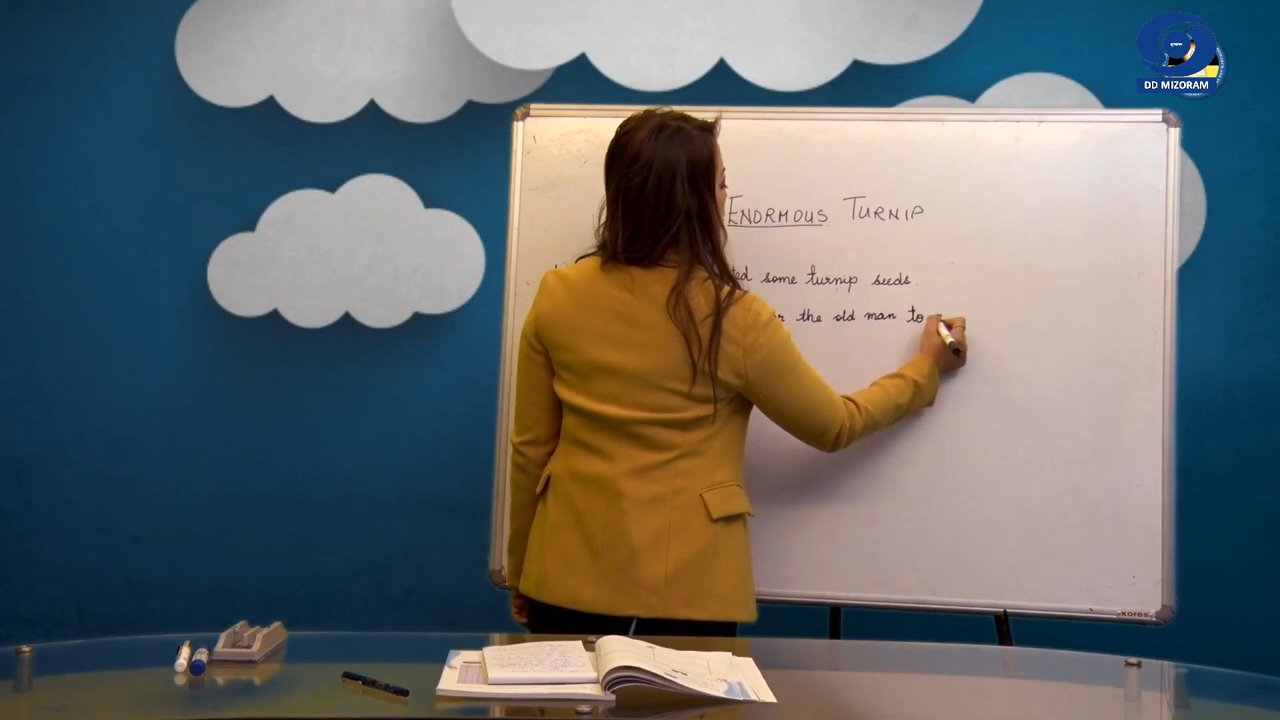 DD MIZORAM
ENORMOUS TURNIP
some turnip seeds.
the old man to
kores